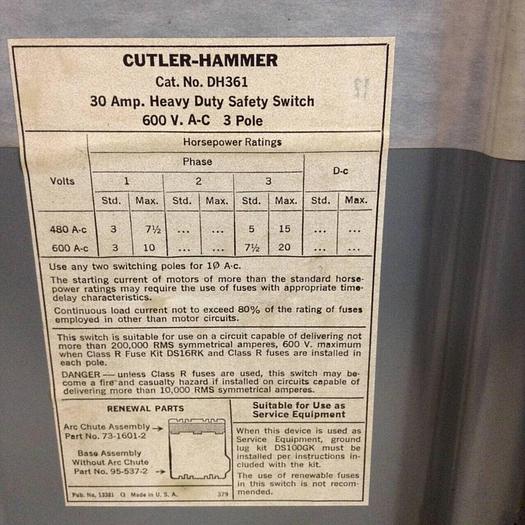 CUTLER-HAMMER
Cat. No. DH361
30 Amp. Heavy Duty Safety Switch
600 V. A-C 3 Pole
Horsepower Ratings
Volts Phase D-c
1 2 3
Std. Max. Std. Max. Std. Max. Std. Max.
480 A-c 3 7½ ... ... 5 15 ... ...
600 A-c 3 10 ... ... 7½ 20 ... ...
Use any two switching poles for 1Ø A-c.
The starting current of motors of more than the standard horse-
power ratings may require the use of fuses with appropriate time-
delay characteristics.
Continuous load current not to exceed 80% of the rating of fuses
employed in other than motor circuits.
This switch is suitable for use on a circuit capable of delivering not
more than 200,000 RMS symmetrical amperes, 600 V. maximum
when Class R Fuse Kit DS16RK and Class R fuses are installed in
each pole.
DANGER — unless Class R fuses are used, this switch may be-
come a fire and casualty hazard if installed on circuits capable of
delivering more than 10,000 RMS symmetrical amperes.
RENEWAL PARTS
Arc Chute Assembly
Part No. 73-1601-2
Base Assembly
Without Arc Chute
Part No. 95-537-2
Pub. No. 13381 Made in U. S. A. 379
Suitable for Use as
Service Equipment
When this device is used as
Service Equipment, ground
lug kit DS100GK must be
installed per instructions in-
cluded with the kit.
The use of renewable fuses
in this switch is not recom-
mended.